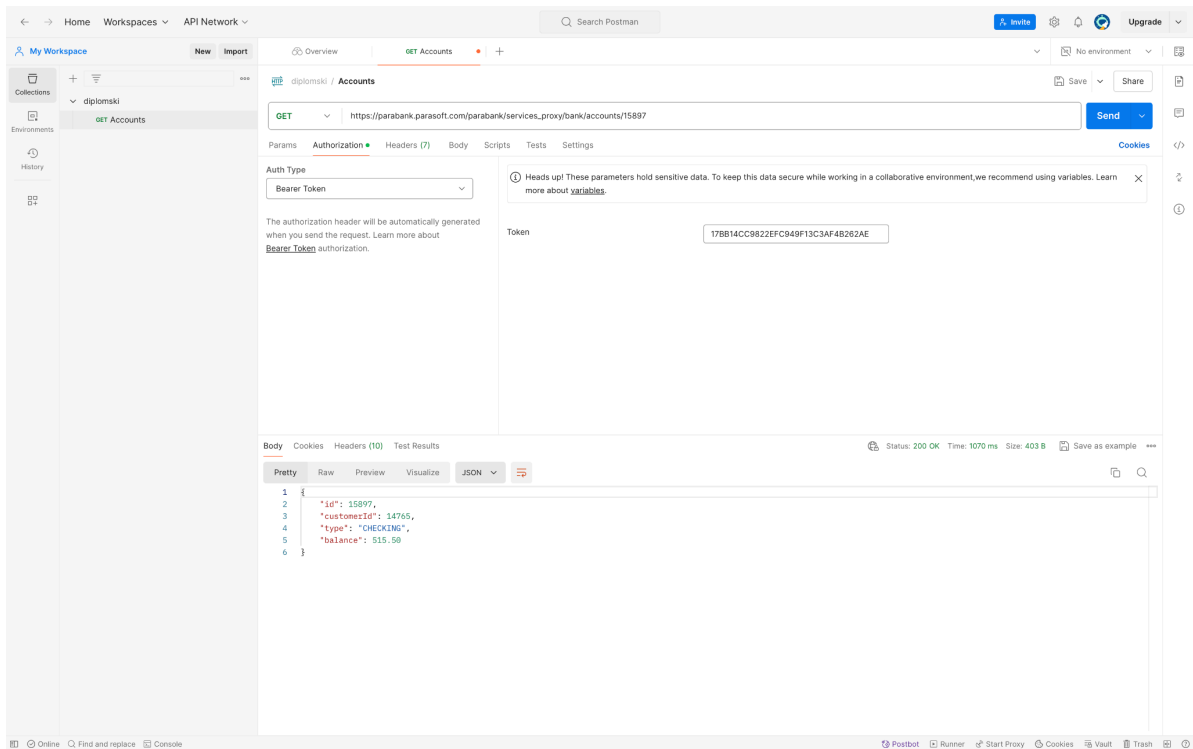 Home Workspaces API Network Search Postman Invite Upgrade
My Workspace New Import Overview GET Accounts No environment
Collections
Environments
History
diplomski
GET Accounts
HTTP diplomski / Accounts Save Share
GET https://parabank.parasoft.com/parabank/services_proxy/bank/accounts/15897 Send
Params Authorization Headers (7) Body Scripts Tests Settings Cookies
Auth Type
Bearer Token
The authorization header will be automatically generated
when you send the request. Learn more about
Bearer Token authorization.
Heads up! These parameters hold sensitive data. To keep this data secure while working in a collaborative environment,we recommend using variables. Learn
more about variables.
Token 17BB14CC9822EFC949F13C3AF4B262AE
Body Cookies Headers (10) Test Results Status: 200 OK Time: 1070 ms Size: 403 B Save as example
Pretty Raw Preview Visualize JSON
1 {
2 "id": 15897,
3 "customerId": 14765,
4 "type": "CHECKING",
5 "balance": 515.50
6 }
Online Find and replace Console Postbot Runner Start Proxy Cookies Vault Trash